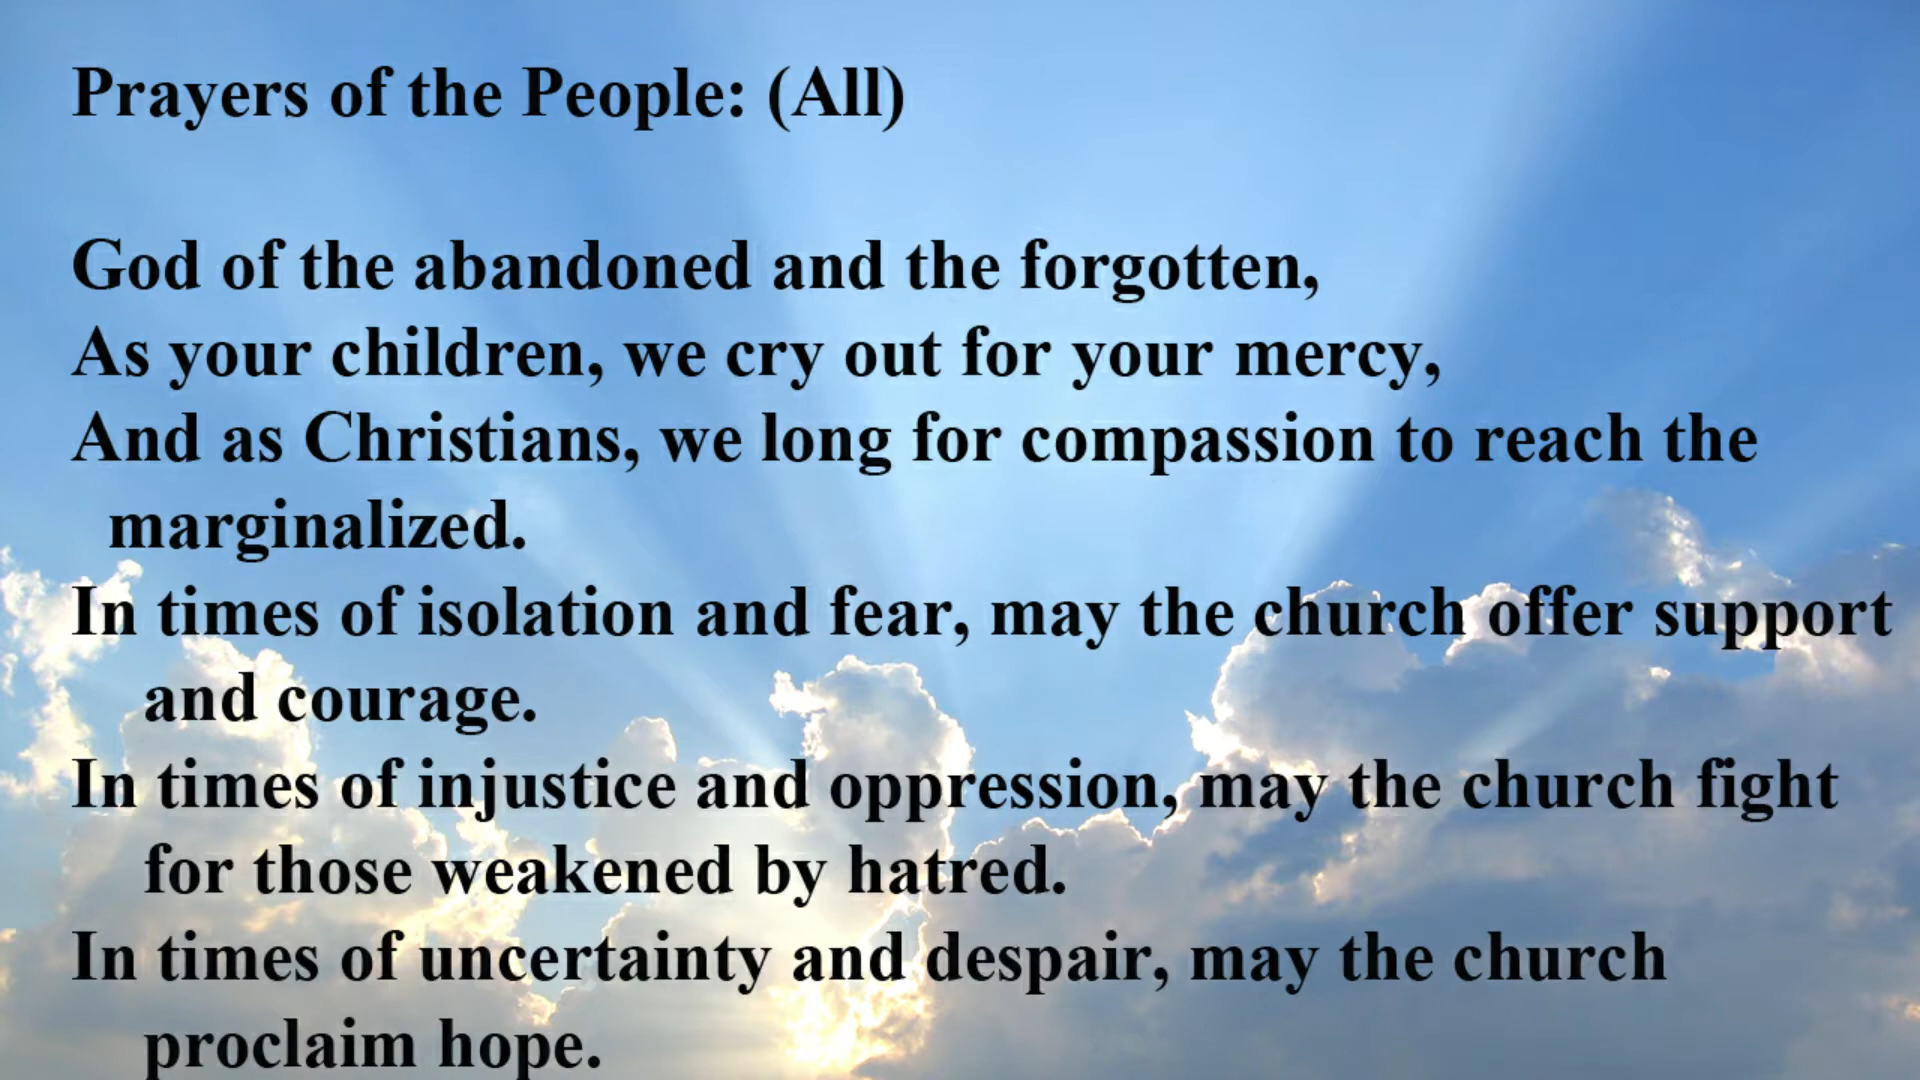 Prayers of the People: (All)
God of the abandoned and the forgotten,
As your children, we cry out for your mercy,
And as Christians, we long for compassion to reach the
marginalized.
In times of isolation and fear, may the church offer support
and courage.
In times of injustice and oppression, may the church fight
for those weakened by hatred.
In times of uncertainty and despair, may the church
proclaim hope.